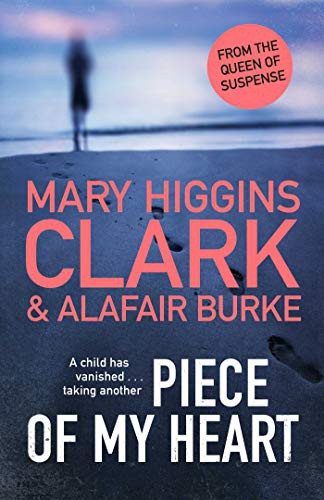 FROM THE
QUEEN OF
SUSPENSE
MARY HIGGINS
CLARK
& ALAFAIR BURKE
A child has
vanished . . .
taking another
PIECE
OF MY HEART